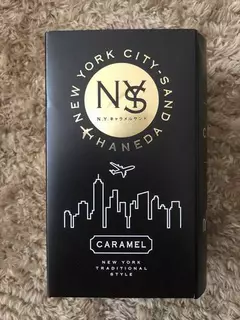 NEW YORK CITY-SAND
HANEDA
NYS
N.Y.キャラメルサンド
CARAMEL
NEW YORK
TRADITIONAL
STYLE